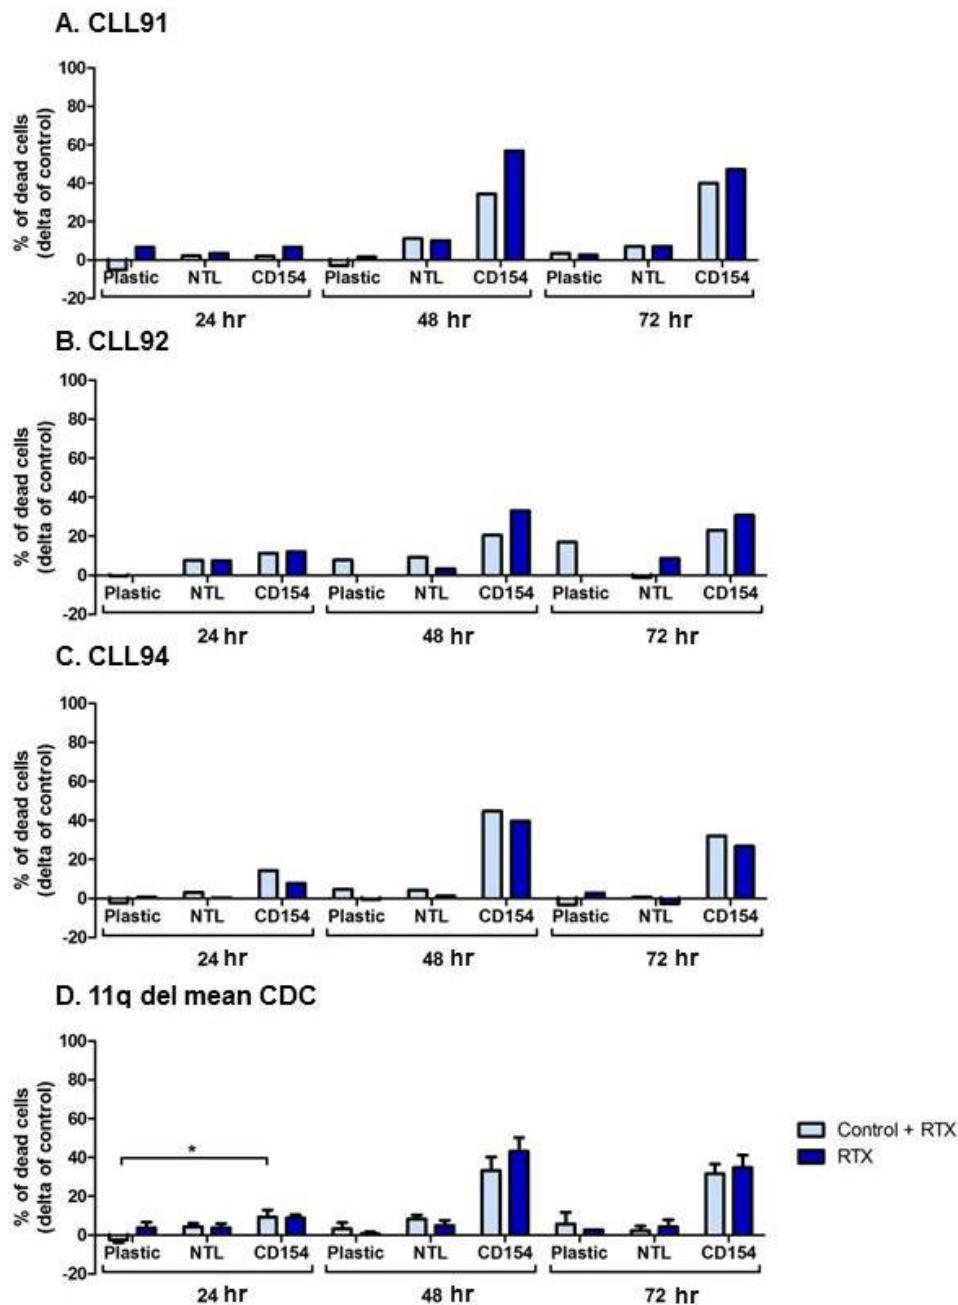 A. CLL91
% of dead cells
(delta of control)
100
80
60
40
20
0
-20
Plastic NTL CD154 Plastic NTL CD154 Plastic NTL CD154
24 hr 48 hr 72 hr
B. CLL92
% of dead cells
(delta of control)
100
80
60
40
20
0
-20
Plastic NTL CD154 Plastic NTL CD154 Plastic NTL CD154
24 hr 48 hr 72 hr
C. CLL94
% of dead cells
(delta of control)
100
80
60
40
20
0
-20
Plastic NTL CD154 Plastic NTL CD154 Plastic NTL CD154
24 hr 48 hr 72 hr
D. 11q del mean CDC
% of dead cells
(delta of control)
100
80
60
40
20
0
-20
*
Plastic NTL CD154 Plastic NTL CD154 Plastic NTL CD154
24 hr 48 hr 72 hr
Control + RTX
RTX